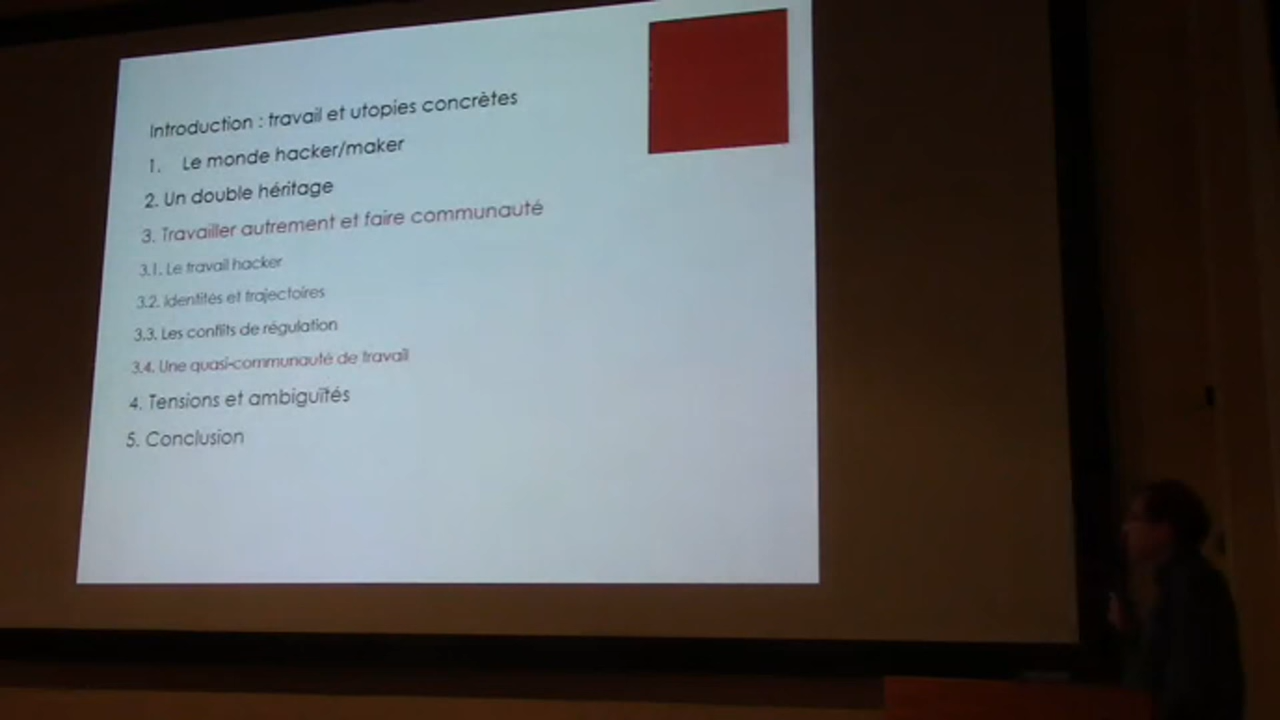 Introduction : travail et utopies concrètes
1. Le monde hacker/maker
2. Un double héritage
3. Travailler autrement et faire communauté
3.1. Le travail hacker
3.2. Identités et trajectoires
3.3. Les conflits de régulation
3.4. Une quasi-communauté de travail
4. Tensions et ambiguïtés
5. Conclusion